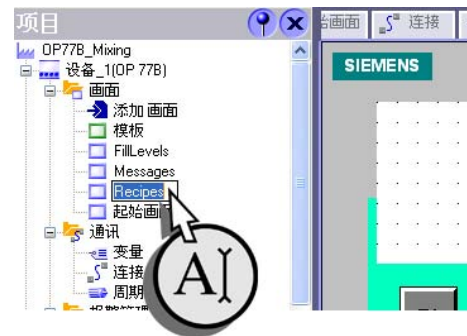 项目
画面
连接
OP77B_Mixing
SIEMENS
设备_1(OP 77B)
画面
添加 画面
模板
FillLevels
Messages
Recipes
起始画面
通讯
变量
连接
周期
A